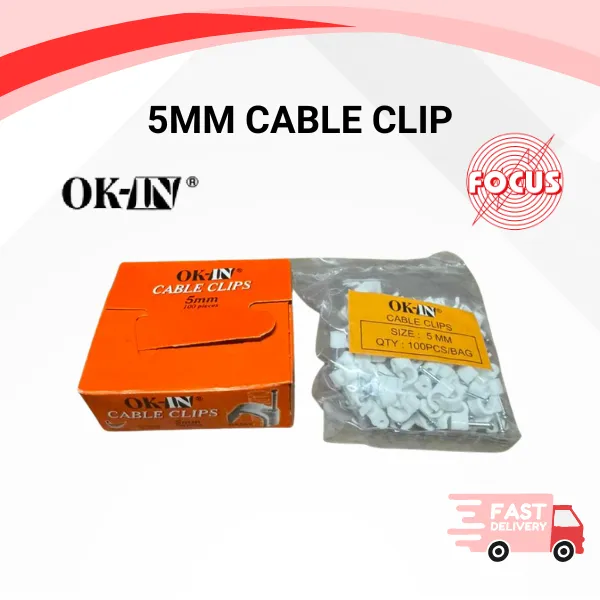 5MM CABLE CLIP
OK-IN®
FOCUS
OK-IN®
CABLE CLIPS
5mm
100 pieces
OK-IN®
CABLE CLIPS
5mm
OK-IN®
CABLE CLIPS
SIZE : 5 MM
QTY : 100PCS/BAG
FAST
DELIVERY